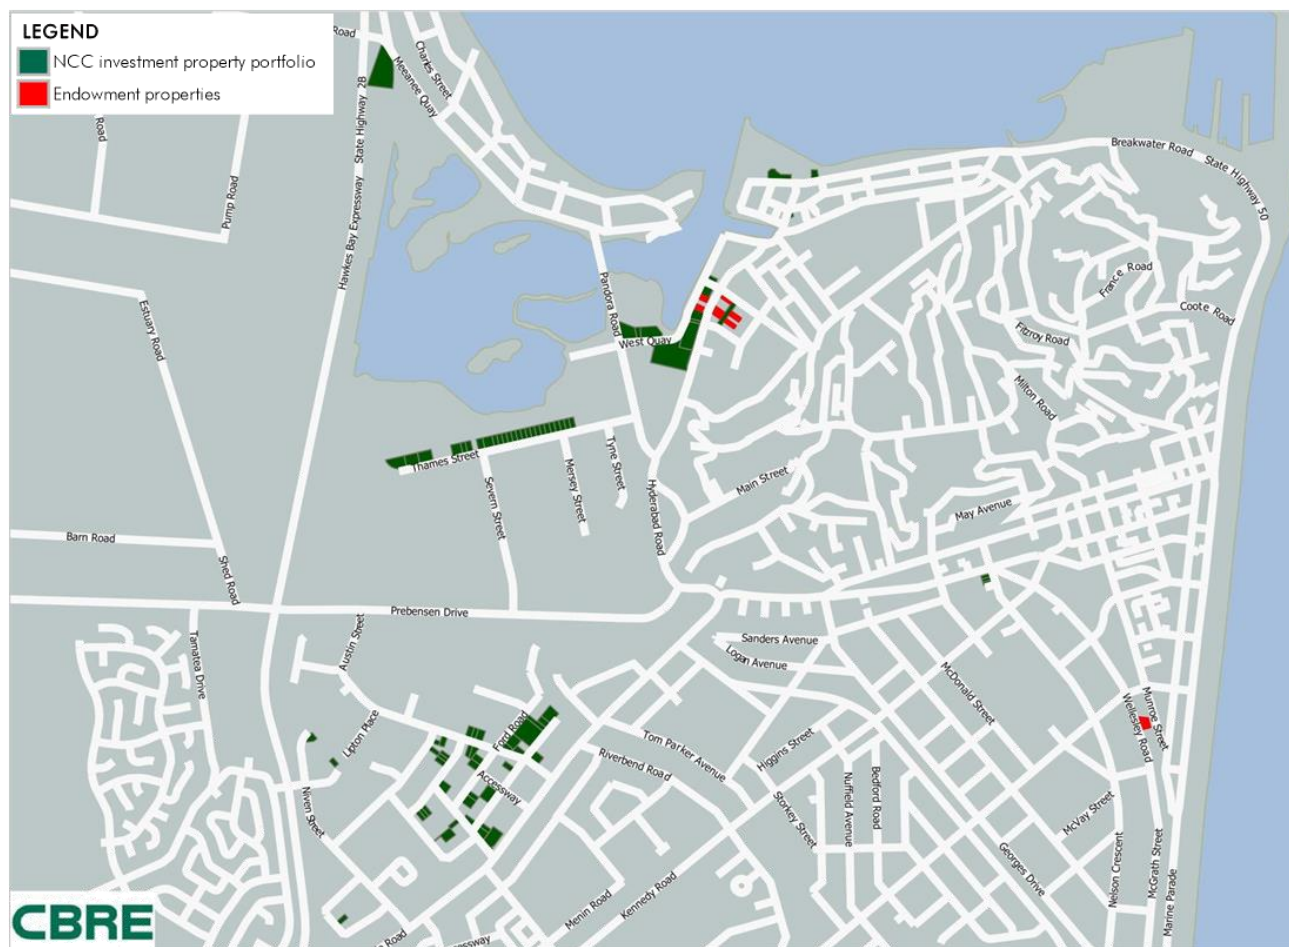 LEGEND
NCC investment property portfolio
Endowment properties
Road
Charles Street
Meeanee Quay
Hawkes Bay Expressway State Highway 2B
Road
Pump Road
Breakwater Road
State Highway 50
Estuary Road
Pandora Road
France Road
Coote Road
Fitzroy Road
West Quay
Milton Road
Thames Street
Tyne Street
Mersey Street
Severn Street
Main Street
Hyderabad Road
May Avenue
Barn Road
Shed Road
Prebensen Drive
Tamatea Drive
Austin Street
Sanders Avenue
Logan Avenue
McDonald Street
Munroe Street
Wellesley Road
Lipton Place
Ford Road
Tom Parker Avenue
Riverbend Road
Higgins Street
Accessway
Niven Street
Storkey Street
Nuffield Avenue
Bedford Road
McVay Street
Georges Drive
Nelson Crescent
McGrath Street
Marine Parade
Menin Road
Kennedy Road
Road
pressway
CBRE